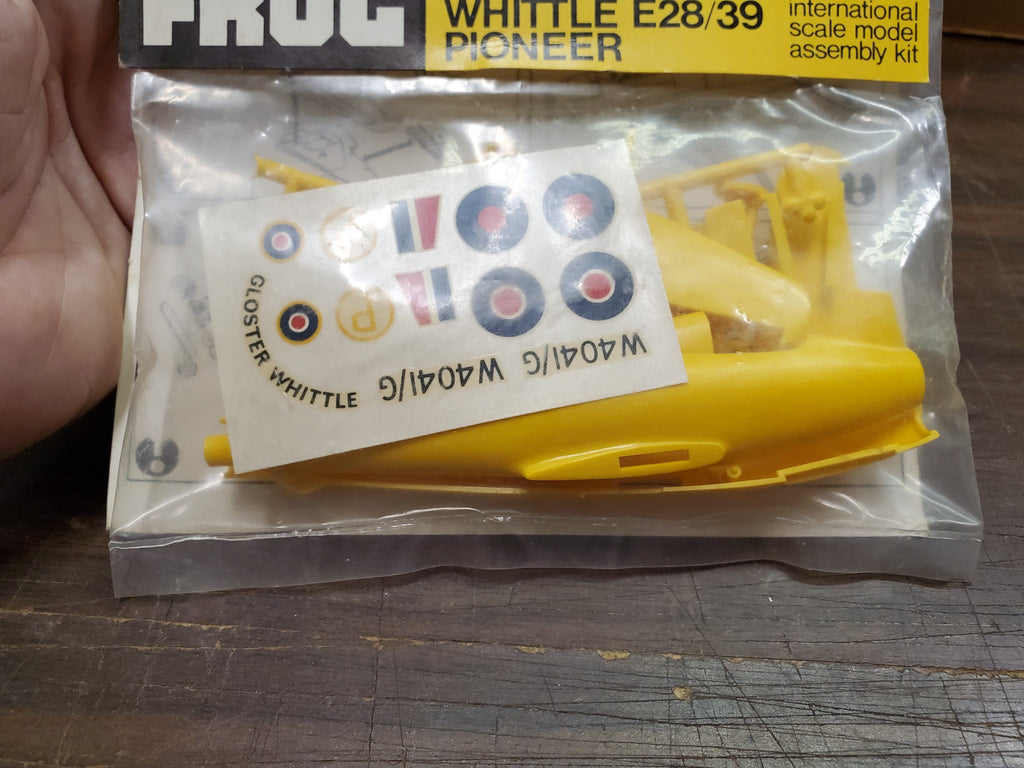 FROG
WHITTLE E28/39
PIONEER
international
scale model
assembly kit
P
GLOSTER WHITTLE
W4041/G
W4041/G